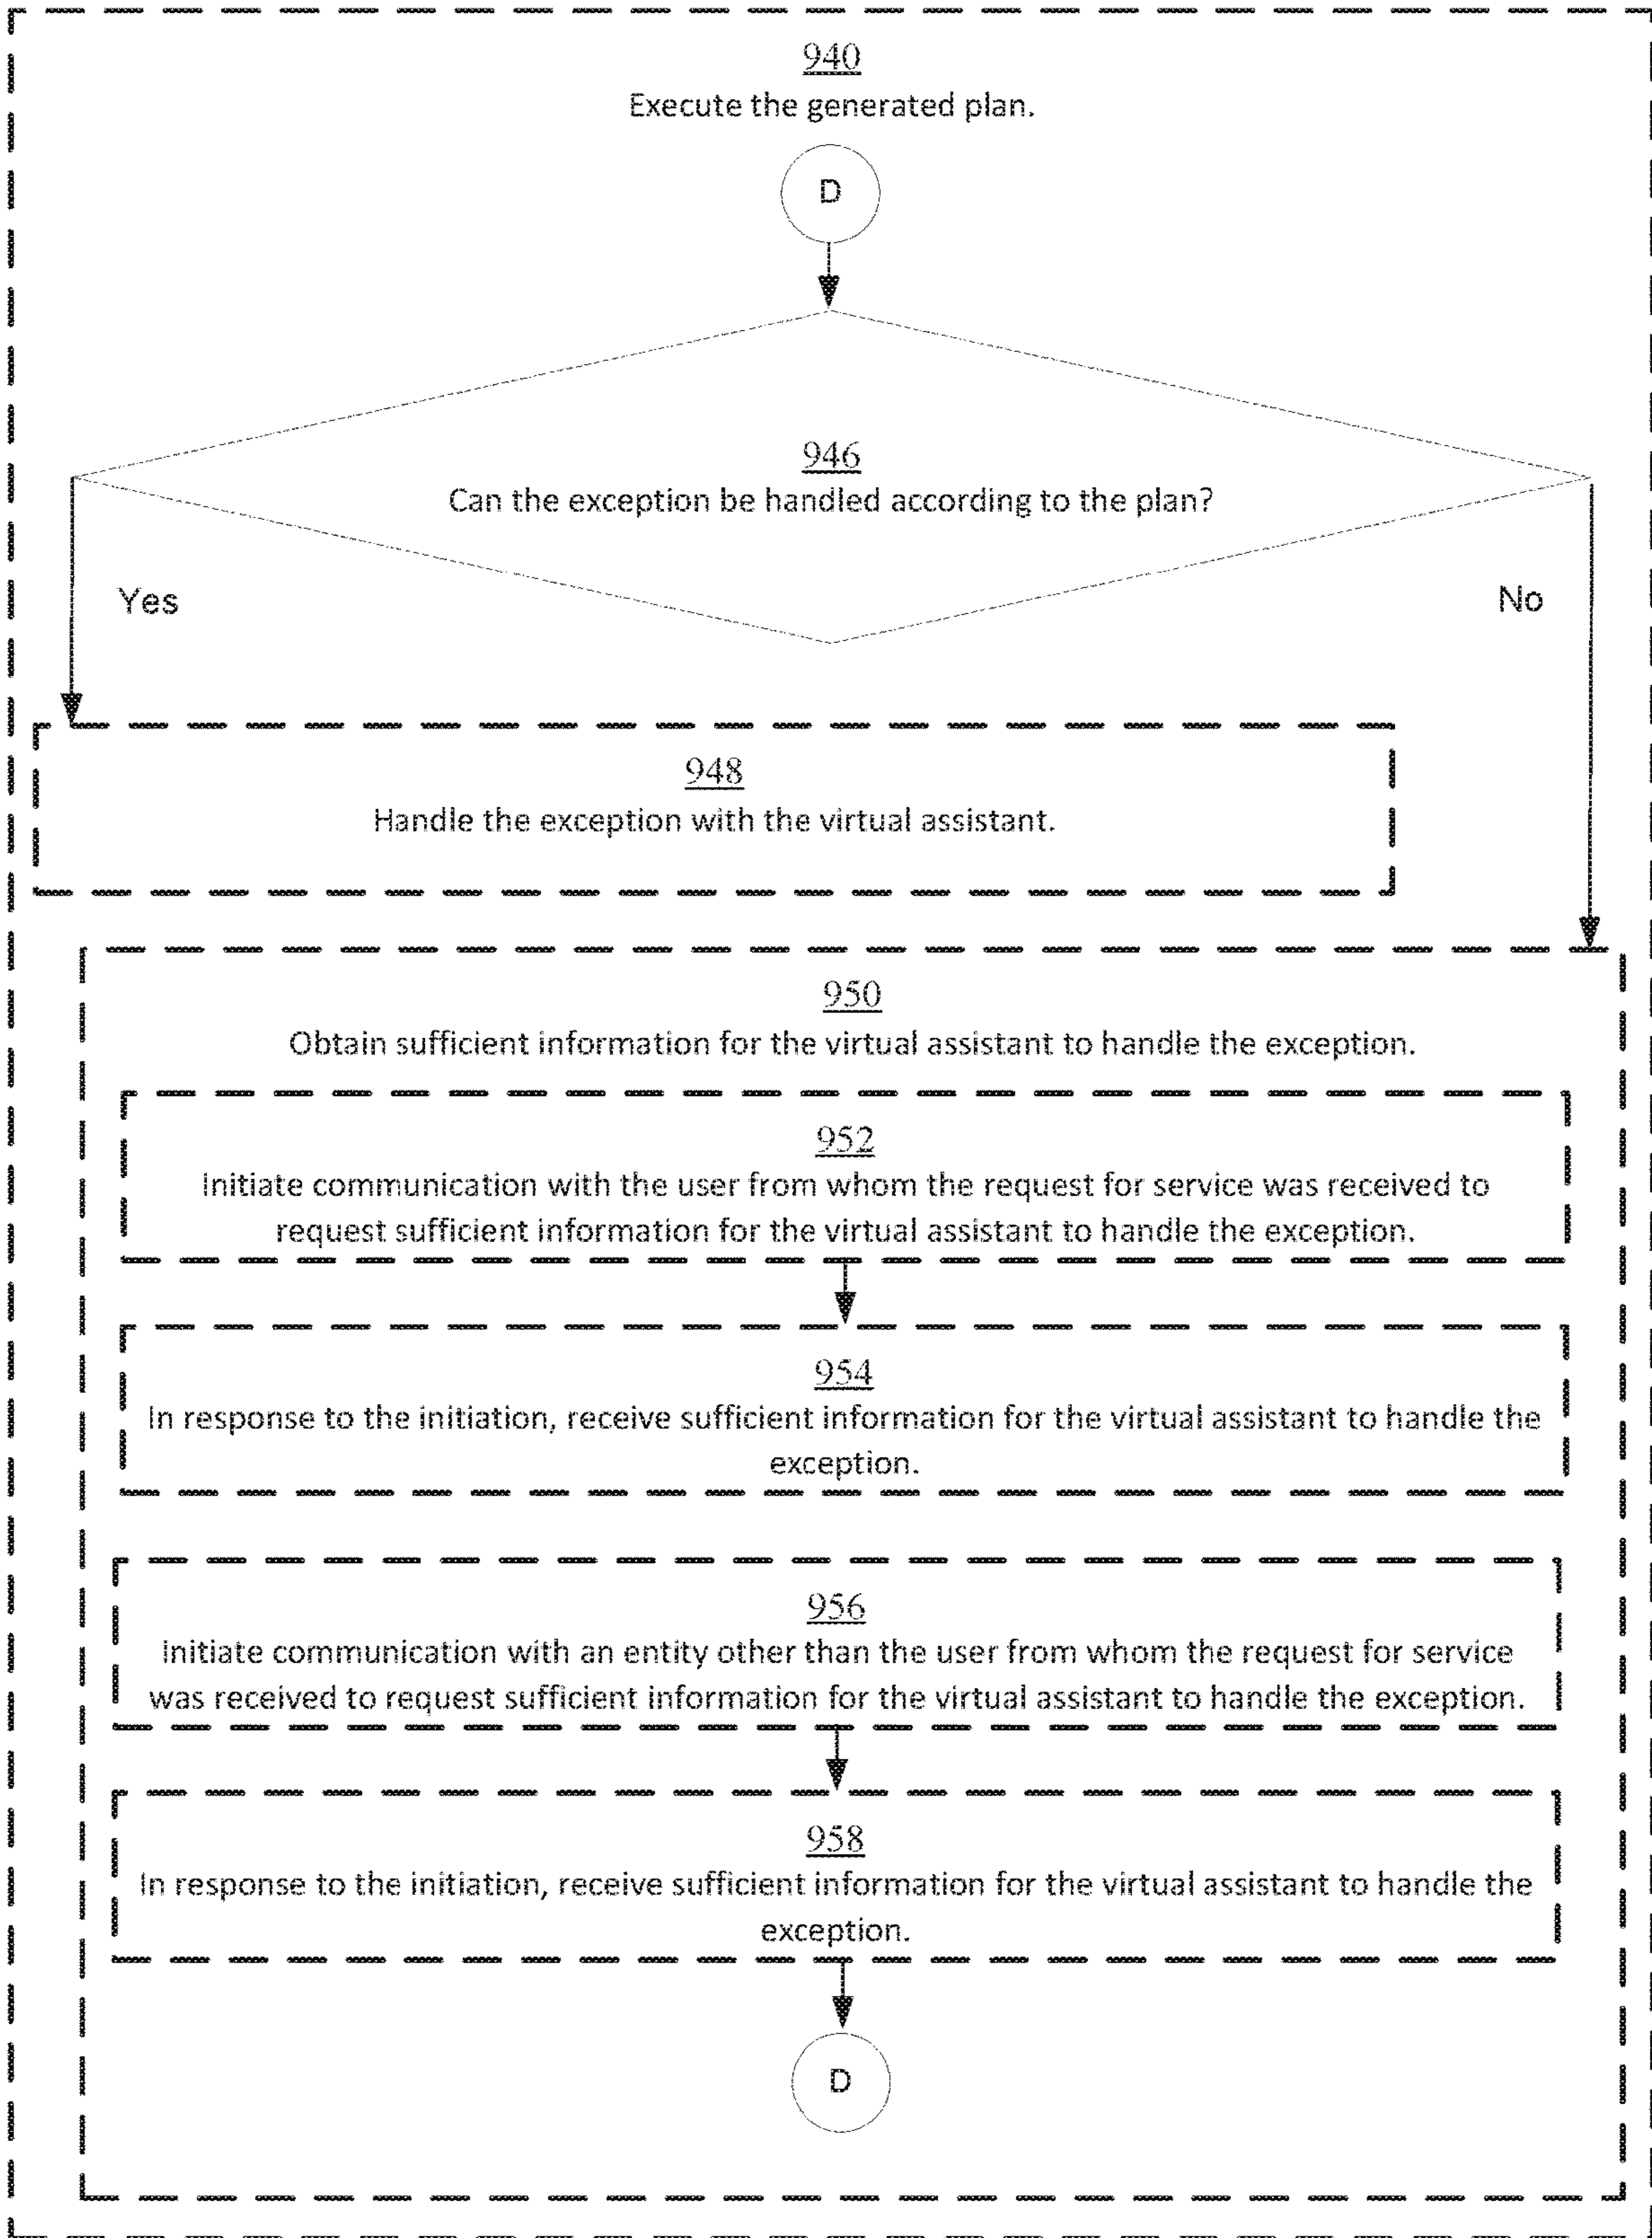 940
Execute the generated plan.
D
946
Can the exception be handled according to the plan?
Yes
No
948
Handle the exception with the virtual assistant.
950
Obtain sufficient information for the virtual assistant to handle the exception.
952
Initiate communication with the user from whom the request for service was received to
request sufficient information for the virtual assistant to handle the exception.
954
In response to the initiation, receive sufficient information for the virtual assistant to handle the
exception.
956
Initiate communication with an entity other than the user from whom the request for service
was received to request sufficient information for the virtual assistant to handle the exception.
958
In response to the initiation, receive sufficient information for the virtual assistant to handle the
exception.
D